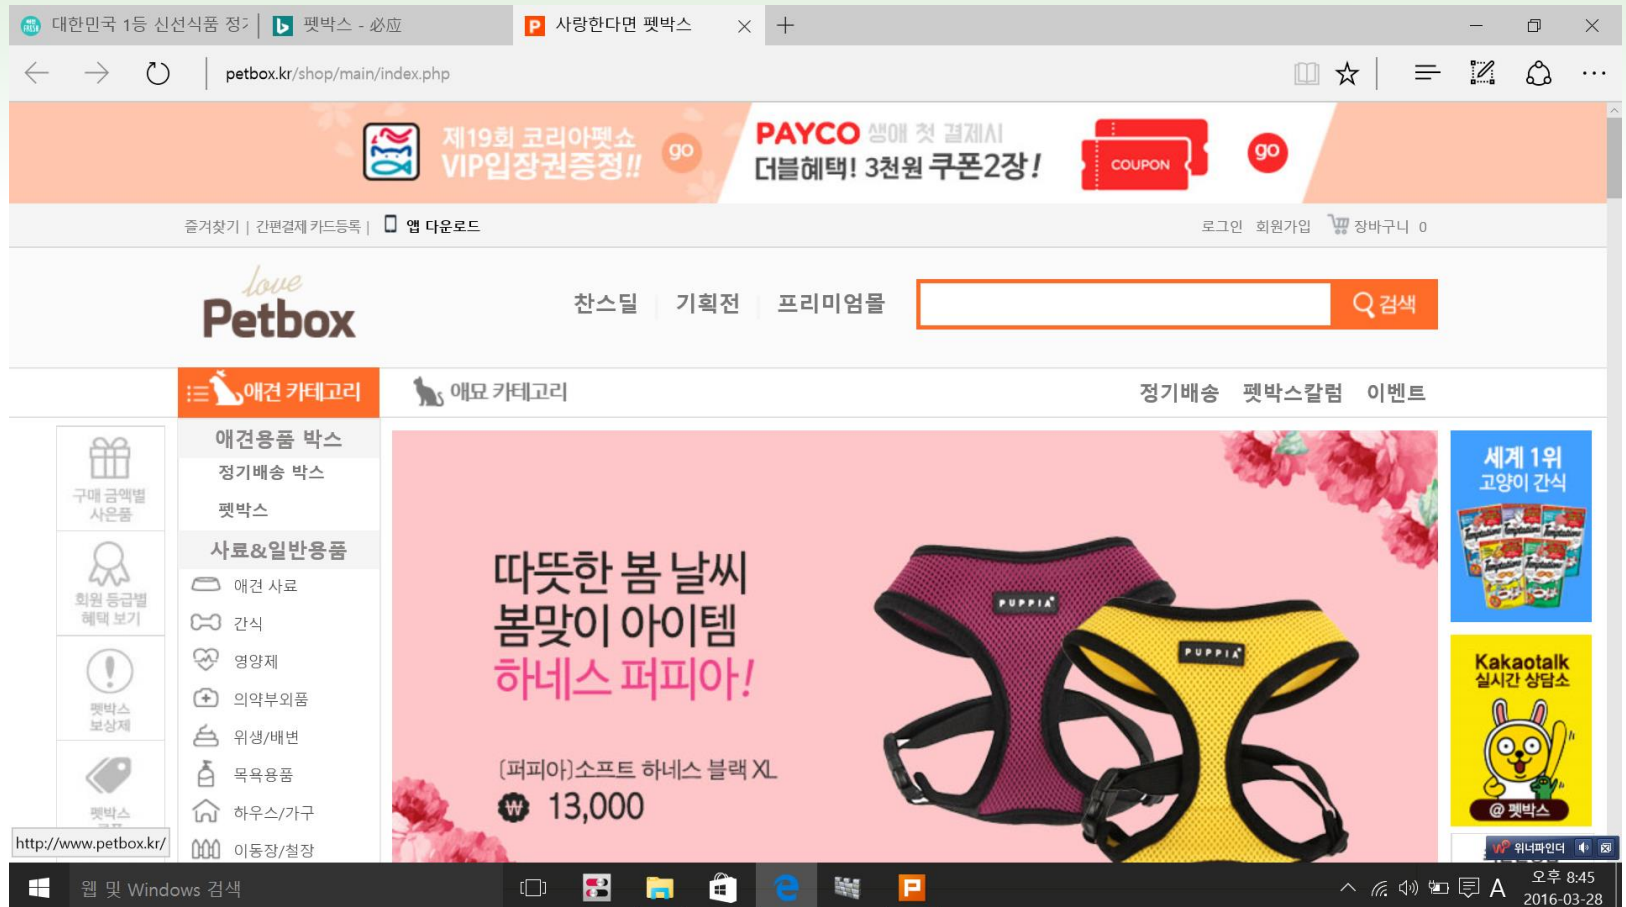 대한민국 1등 신선식품 정기
펫박스 - 必应
사랑한다면 펫박스
petbox.kr/shop/main/index.php
제19회 코리아펫쇼
VIP입장권증정!!
go
PAYCO 생애 첫 결제시
더블혜택! 3천원 쿠폰2장!
COUPON
go
즐겨찾기 | 간편결제 카드등록 | 앱 다운로드
로그인 회원가입 장바구니 0
love
Petbox
찬스딜 기획전 프리미엄몰
검색
애견 카테고리
애묘 카테고리
정기배송 펫박스칼럼 이벤트
구매 금액별
사은품
회원 등급별
혜택 보기
펫박스
보상제
펫박스
애견용품 박스
정기배송 박스
펫박스
사료&일반용품
애견 사료
간식
영양제
의약부외품
위생/배변
목욕용품
하우스/가구
이동장/철장
따뜻한 봄 날씨
봄맞이 아이템
하네스 퍼피아!
(퍼피아)소프트 하네스 블랙 XL
₩ 13,000
PUPPIA
PUPPIA
세계 1위
고양이 간식
Temptations
Temptations
Temptations
Temptations
Temptations
Kakaotalk
실시간 상담소
@ 펫박스
http://www.petbox.kr/
위너파인더
웹 및 Windows 검색
A
오후 8:45
2016-03-28